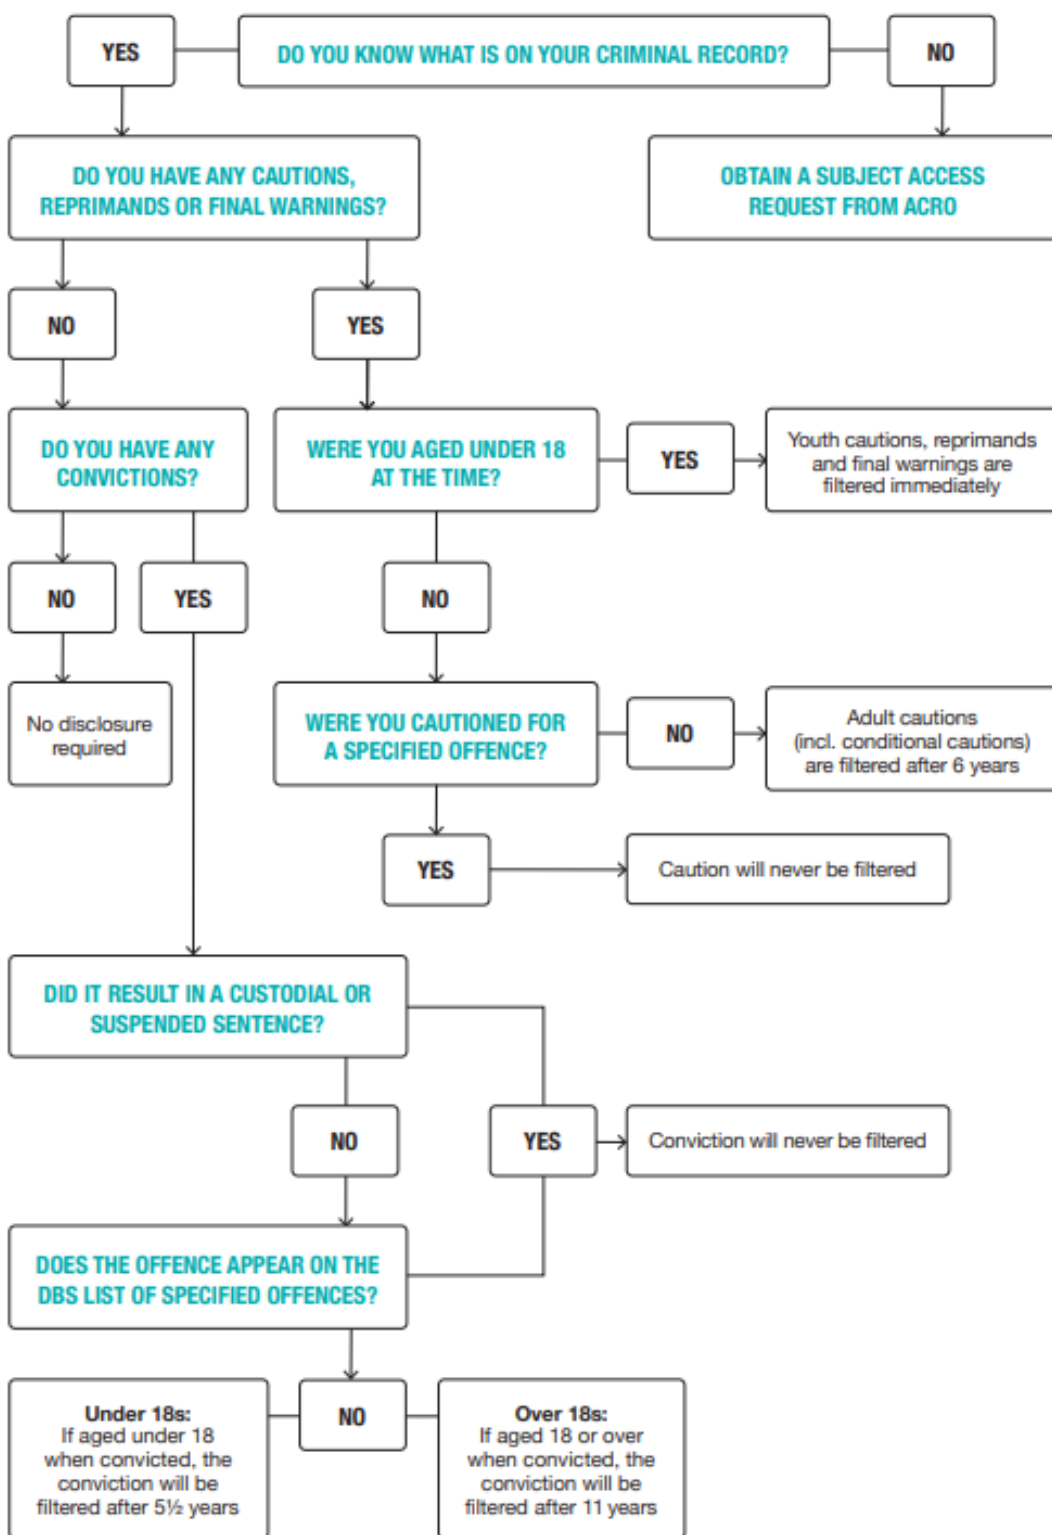 YES
DO YOU KNOW WHAT IS ON YOUR CRIMINAL RECORD?
NO
DO YOU HAVE ANY CAUTIONS,
REPRIMANDS OR FINAL WARNINGS?
OBTAIN A SUBJECT ACCESS
REQUEST FROM ACRO
NO
YES
DO YOU HAVE ANY
CONVICTIONS?
WERE YOU AGED UNDER 18
AT THE TIME?
YES
Youth cautions, reprimands
and final warnings are
filtered immediately
NO
YES
NO
No disclosure
required
WERE YOU CAUTIONED FOR
A SPECIFIED OFFENCE?
NO
Adult cautions
(incl. conditional cautions)
are filtered after 6 years
YES
Caution will never be filtered
DID IT RESULT IN A CUSTODIAL OR
SUSPENDED SENTENCE?
NO
YES
Conviction will never be filtered
DOES THE OFFENCE APPEAR ON THE
DBS LIST OF SPECIFIED OFFENCES?
Under 18s:
If aged under 18
when convicted, the
conviction will be
filtered after 5½ years
NO
Over 18s:
If aged 18 or over
when convicted, the
conviction will be
filtered after 11 years